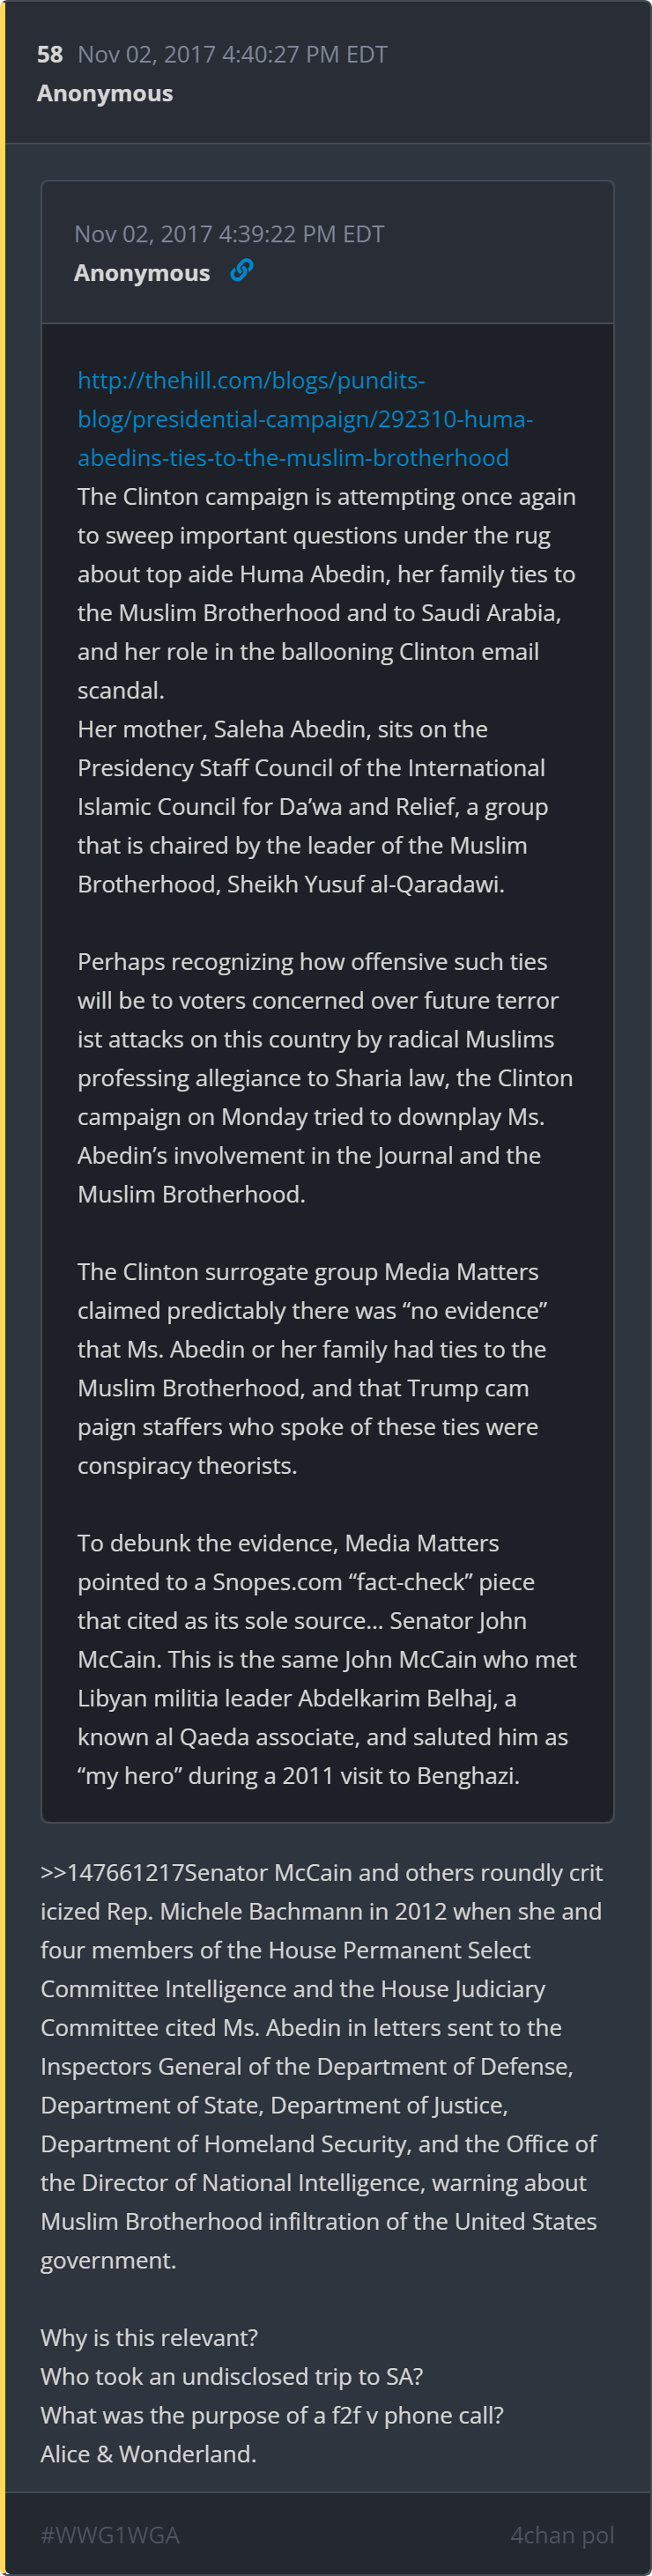 58 Nov 02, 2017 4:40:27 PM EDT
Anonymous
Nov 02, 2017 4:39:22 PM EDT
Anonymous
http://thehill.com/blogs/pundits-
blog/presidential-campaign/292310-huma-
abedins-ties-to-the-muslim-brotherhood
The Clinton campaign is attempting once again
to sweep important questions under the rug
about top aide Huma Abedin, her family ties to
the Muslim Brotherhood and to Saudi Arabia,
and her role in the ballooning Clinton email
scandal.
Her mother, Saleha Abedin, sits on the
Presidency Staff Council of the International
Islamic Council for Da’wa and Relief, a group
that is chaired by the leader of the Muslim
Brotherhood, Sheikh Yusuf al-Qaradawi.
Perhaps recognizing how offensive such ties
will be to voters concerned over future terror
ist attacks on this country by radical Muslims
professing allegiance to Sharia law, the Clinton
campaign on Monday tried to downplay Ms.
Abedin’s involvement in the Journal and the
Muslim Brotherhood.
The Clinton surrogate group Media Matters
claimed predictably there was “no evidence”
that Ms. Abedin or her family had ties to the
Muslim Brotherhood, and that Trump cam
paign staffers who spoke of these ties were
conspiracy theorists.
To debunk the evidence, Media Matters
pointed to a Snopes.com “fact-check” piece
that cited as its sole source... Senator John
McCain. This is the same John McCain who met
Libyan militia leader Abdelkarim Belhaj, a
known al Qaeda associate, and saluted him as
“my hero” during a 2011 visit to Benghazi.
>>147661217Senator McCain and others roundly crit
icized Rep. Michele Bachmann in 2012 when she and
four members of the House Permanent Select
Committee Intelligence and the House Judiciary
Committee cited Ms. Abedin in letters sent to the
Inspectors General of the Department of Defense,
Department of State, Department of Justice,
Department of Homeland Security, and the Office of
the Director of National Intelligence, warning about
Muslim Brotherhood infiltration of the United States
government.
Why is this relevant?
Who took an undisclosed trip to SA?
What was the purpose of a f2f v phone call?
Alice & Wonderland.
#WWG1WGA 4chan pol